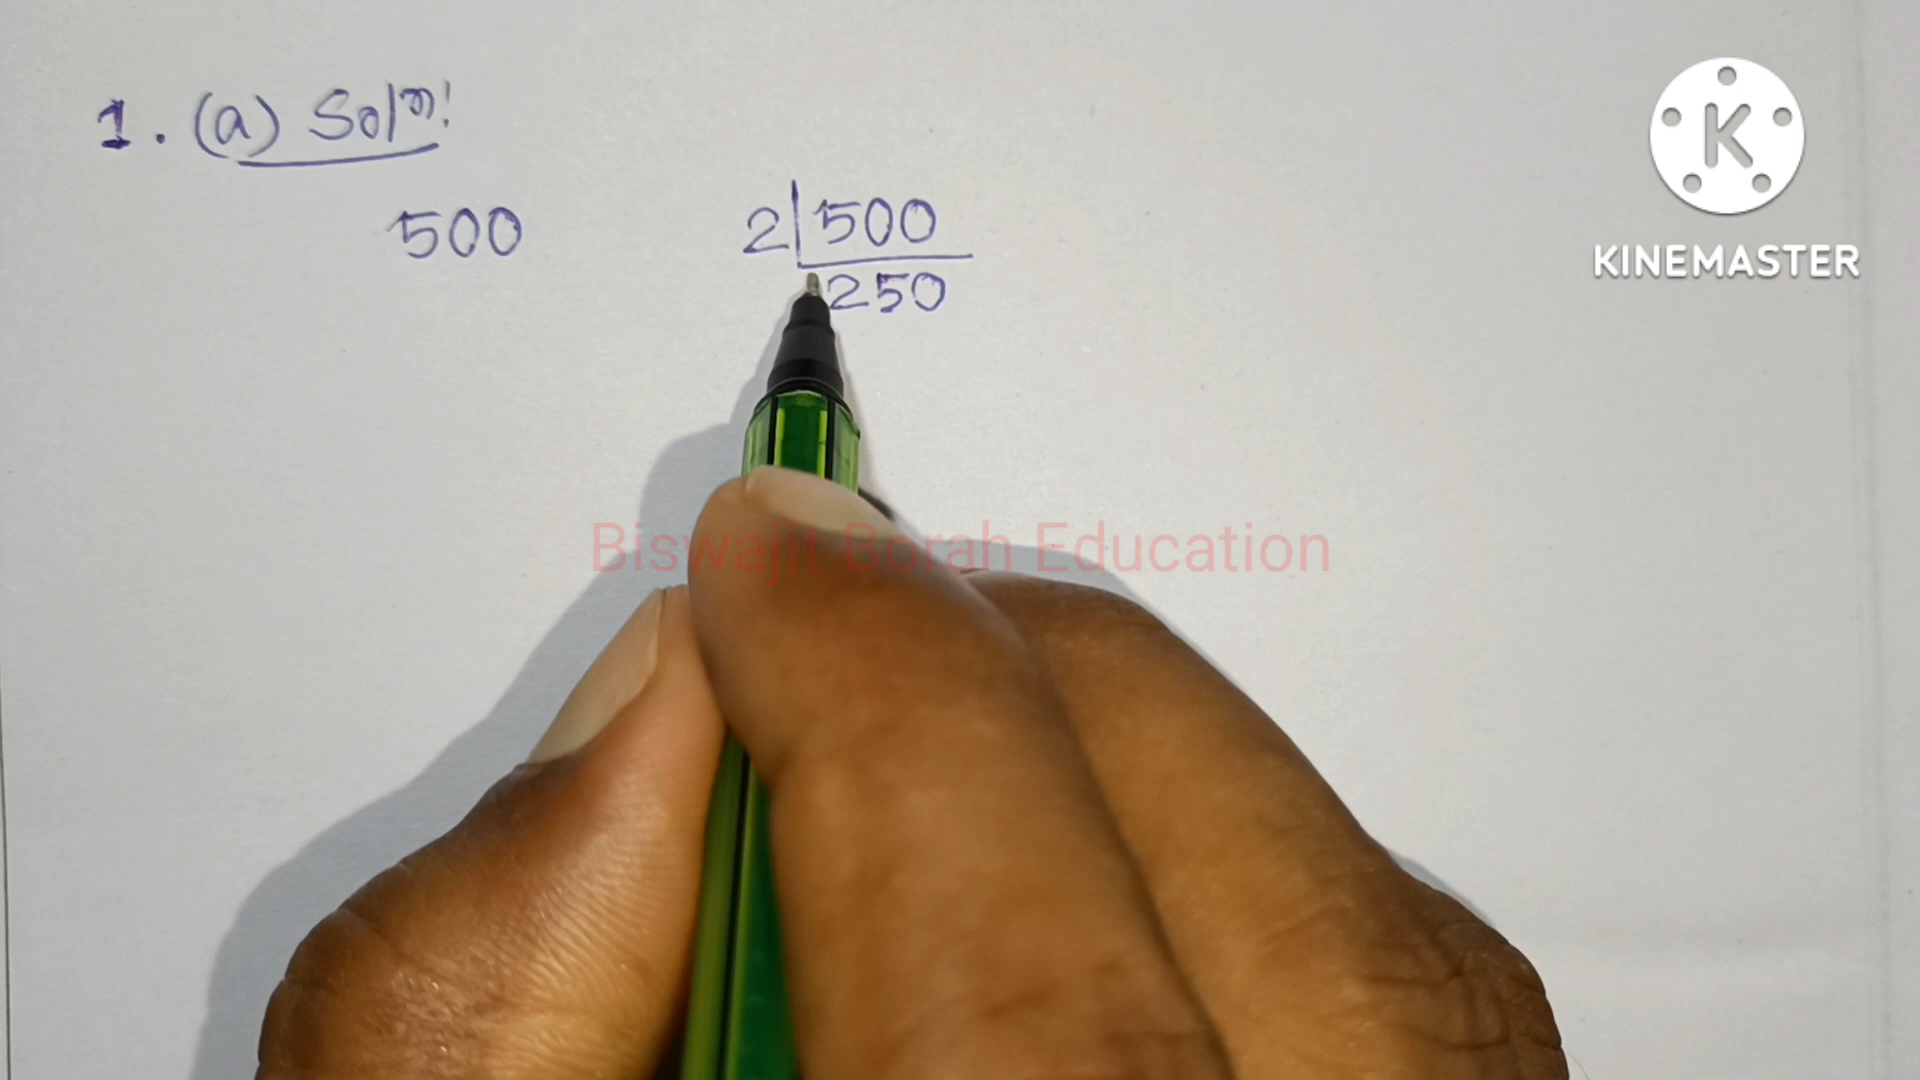 1. (a) Solⁿ:
500
2 500
250
KINEMASTER
Biswajit Borah Education